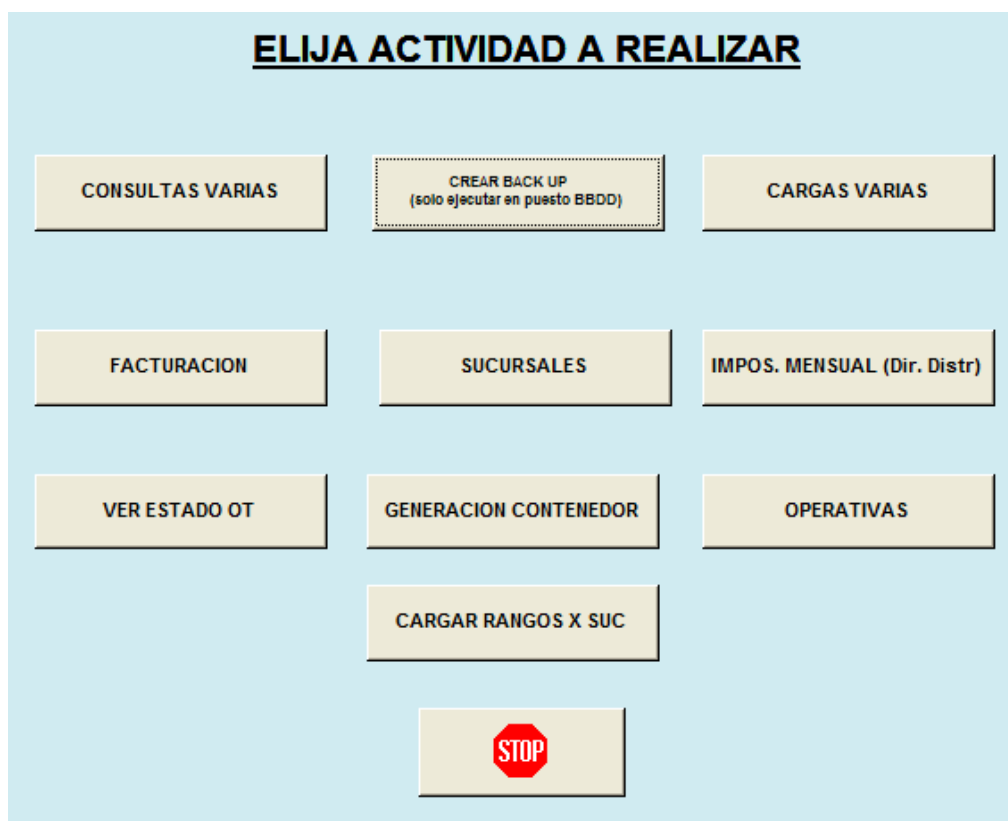 ELIJA ACTIVIDAD A REALIZAR
CONSULTAS VARIAS
CREAR BACK UP
(solo ejecutar en puesto BBDD)
CARGAS VARIAS
FACTURACION
SUCURSALES
IMPOS. MENSUAL (Dir. Distr)
VER ESTADO OT
GENERACION CONTENEDOR
OPERATIVAS
CARGAR RANGOS X SUC
STOP